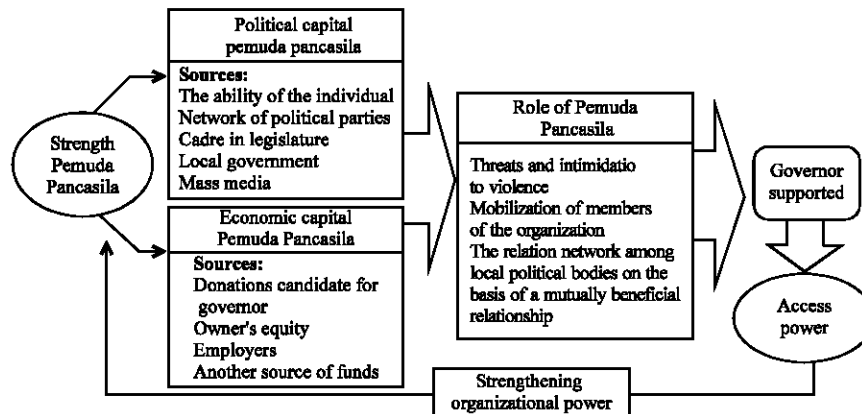 Political capital
pemuda pancasila
Sources:
The ability of the individual
Network of political parties
Cadre in legislature
Local government
Mass media
Strength
Pemuda
Pancasila
Economic capital
Pemuda Pancasila
Sources:
Donations candidate for
governor
Owner's equity
Employers
Another source of funds
Role of Pemuda
Pancasila
Threats and intimidatio
to violence
Mobilization of members
of the organization
The relation network among
local political bodies on the
basis of a mutually beneficial
relationship
Governor
supported
Access
power
Strengthening
organizational power